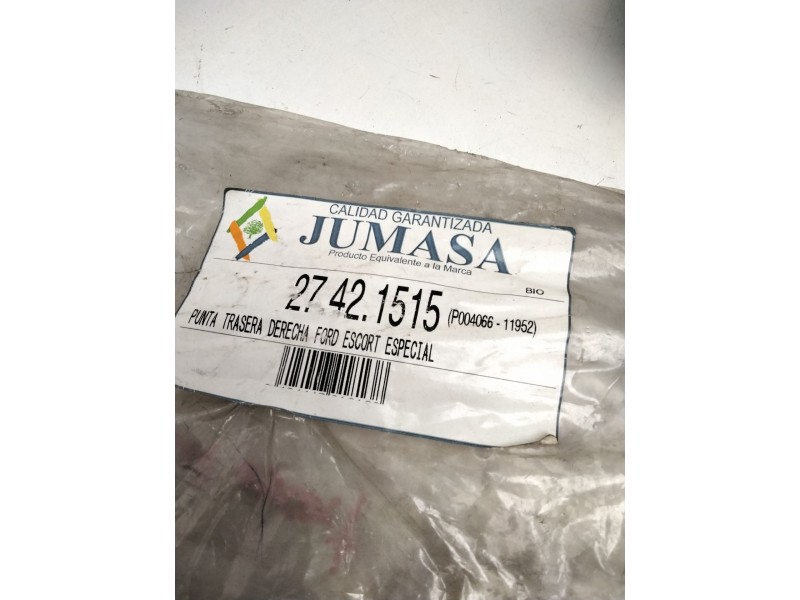 CALIDAD GARANTIZADA
JUMASA
Producto Equivalente a la Marca
BIO
27.42.1515 (P004066-11952)
PUNTA TRASERA DERECHA FORD ESCORT ESPECIAL